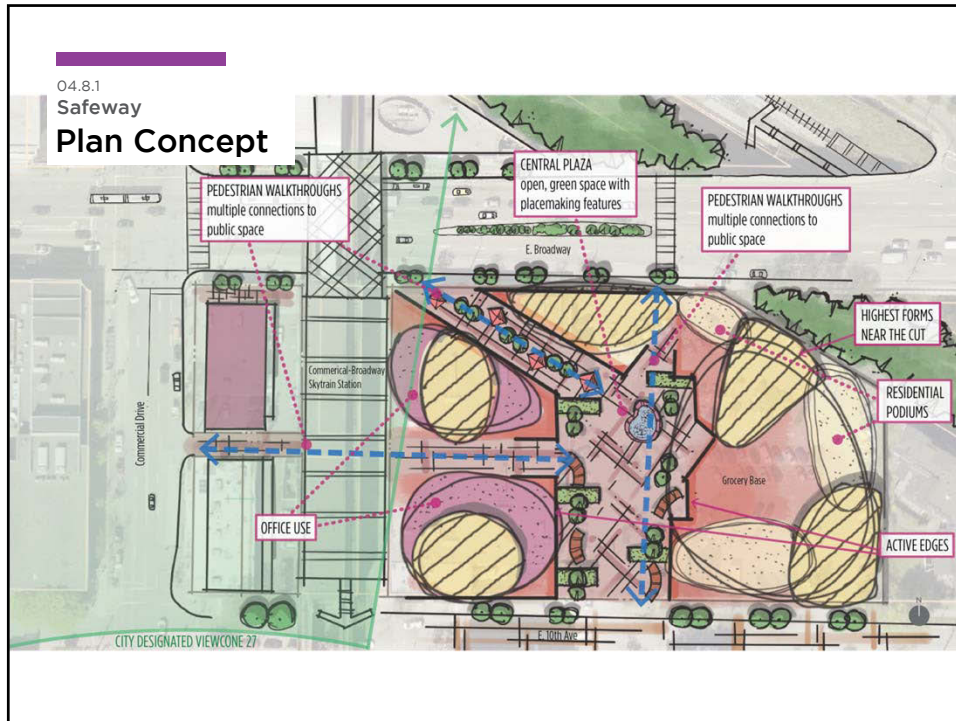 04.8.1
Safeway
Plan Concept
PEDESTRIAN WALKTHROUGHS
multiple connections to
public space
CENTRAL PLAZA
open, green space with
placemaking features
PEDESTRIAN WALKTHROUGHS
multiple connections to
public space
E. Broadway
HIGHEST FORMS
NEAR THE CUT
Commerical-Broadway
Skytrain Station
RESIDENTIAL
PODIUMS
Commercial Drive
Grocery Base
OFFICE USE
ACTIVE EDGES
N
E. 10th Ave
CITY DESIGNATED VIEWCONE 27